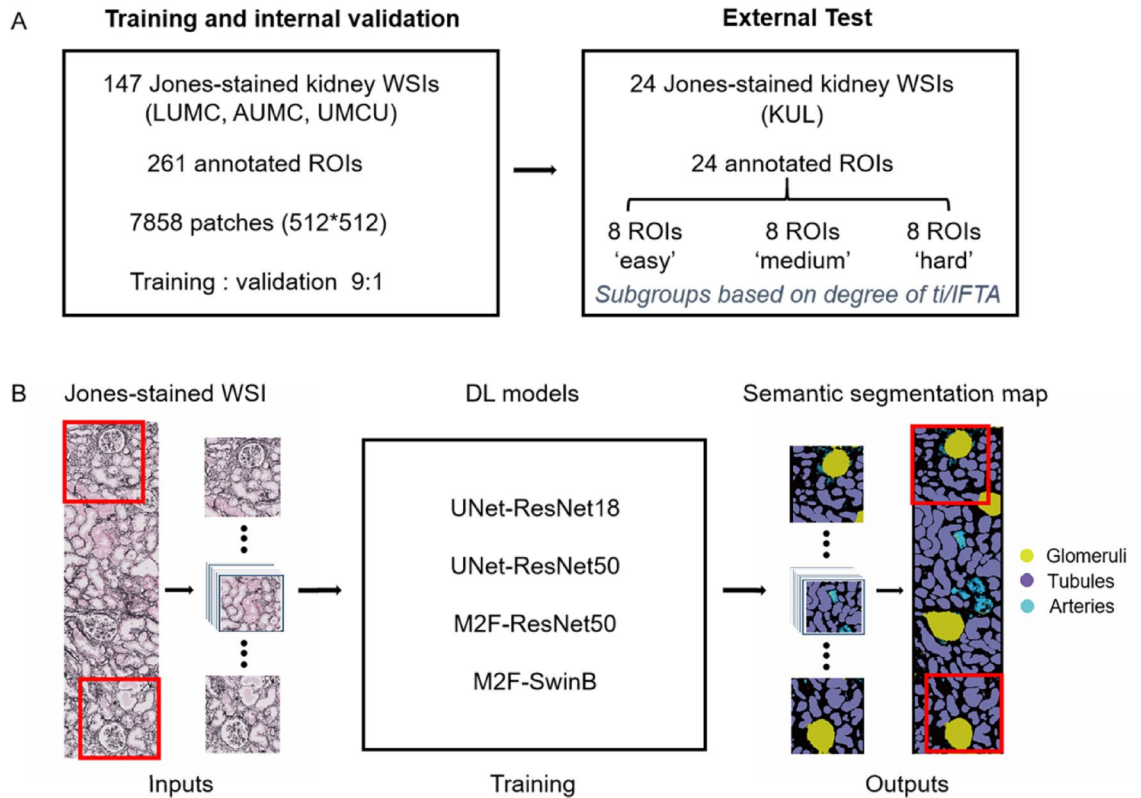 A
Training and internal validation
147 Jones-stained kidney WSIs
(LUMC, AUMC, UMCU)
261 annotated ROIs
7858 patches (512*512)
Training : validation 9:1
External Test
24 Jones-stained kidney WSIs
(KUL)
24 annotated ROIs
8 ROIs
'easy'
8 ROIs
'medium'
8 ROIs
'hard'
Subgroups based on degree of ti/IFTA
B
Jones-stained WSI
DL models
Semantic segmentation map
UNet-ResNet18
UNet-ResNet50
M2F-ResNet50
M2F-SwinB
Glomeruli
Tubules
Arteries
Inputs
Training
Outputs